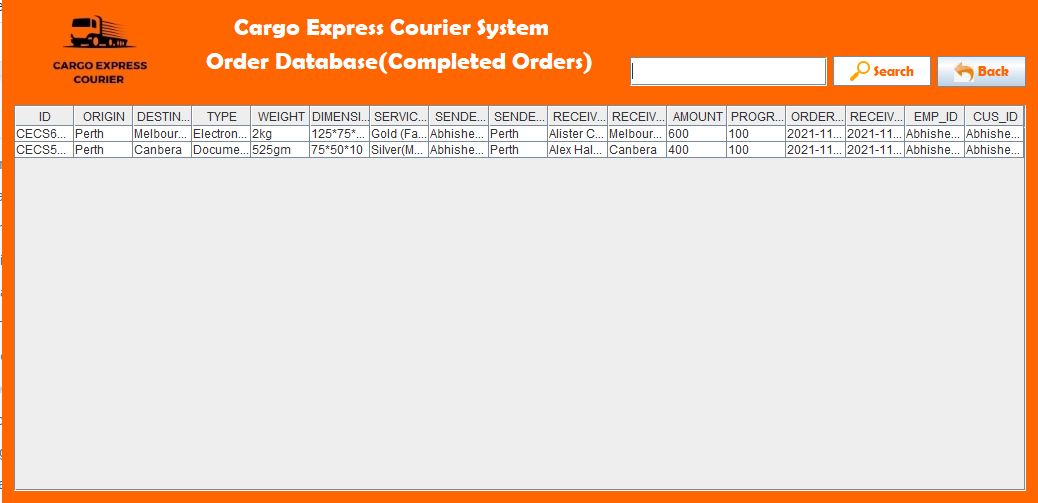 Cargo Express Courier System
CARGO EXPRESS
COURIER
Order Database(Completed Orders)
Search
Back
ID ORIGIN DESTIN... TYPE WEIGHT DIMENSI... SERVIC... SENDE... SENDE... RECEIV... RECEIV... AMOUNT PROGR... ORDER... RECEIV... EMP_ID CUS_ID
CECS6... Perth Melbour... Electron... 2kg 125*75*... Gold (Fa... Abhishe... Perth Alister C... Melbour... 600 100 2021-11... 2021-11... Abhishe... Abhishe...
CECS5... Perth Canbera Docume... 525gm 75*50*10 Silver(M... Abhishe... Perth Alex Hal... Canbera 400 100 2021-11... 2021-11... Abhishe... Abhishe...